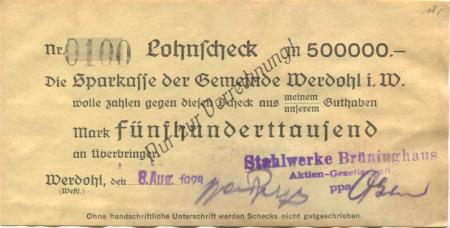 Nr. 0100 Lohnscheck M 500000.—
Die Sparkasse der Gemeinde Werdohl i. W.
wolle zahlen gegen diesen Scheck aus meinem unserem Guthaben
Mark fünfhunderttausend
an Überbringer.
Nur zur Verrechnung!
Stahlwerke Brüninghaus
Aktien-Gesellschaft.
Werdohl, den 8. Aug.
ppa
(Westf.)
Ohne handschriftliche Unterschrift werden Schecks nicht gutgeschrieben.